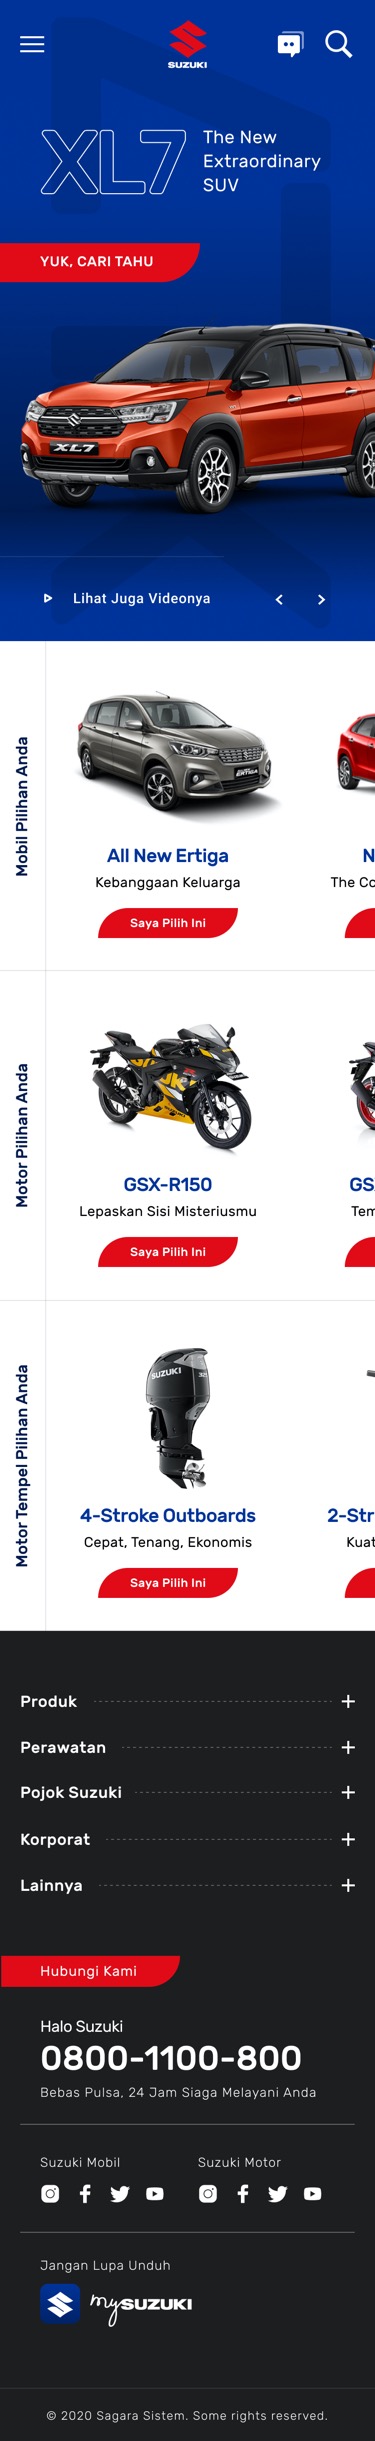 SUZUKI
XL7
The New
Extraordinary
SUV
YUK, CARI TAHU
XL7
Lihat Juga Videonya
Mobil Pilihan Anda
ERTIGA
All New Ertiga
N
Kebanggaan Keluarga
The Co
Saya Pilih Ini
Motor Pilihan Anda
SUZUKI
GSX-R150
GS
Lepaskan Sisi Misteriusmu
Tem
Saya Pilih Ini
Motor Tempel Pilihan Anda
SUZUKI
4-Stroke Outboards
2-Str
Cepat, Tenang, Ekonomis
Kuat
Saya Pilih Ini
Produk
Perawatan
Pojok Suzuki
Korporat
Lainnya
Hubungi Kami
Halo Suzuki
0800-1100-800
Bebas Pulsa, 24 Jam Siaga Melayani Anda
Suzuki Mobil
Suzuki Motor
Jangan Lupa Unduh
mySUZUKI
© 2020 Sagara Sistem. Some rights reserved.